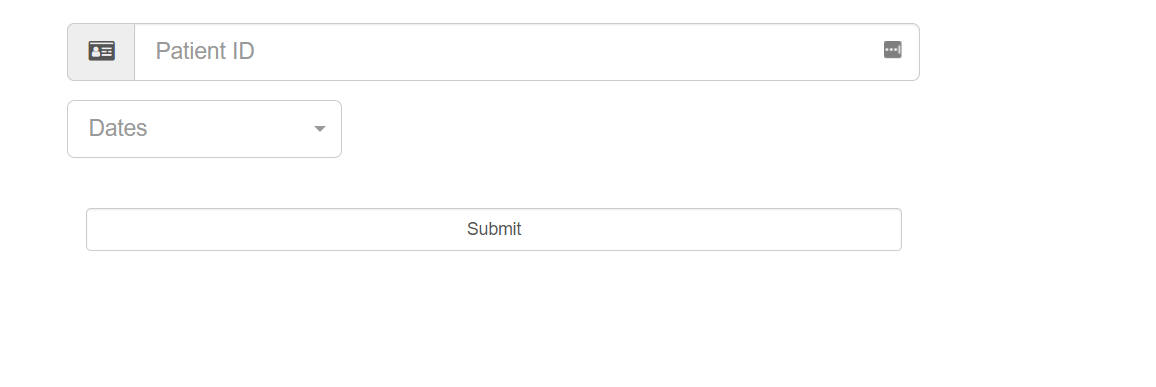 Patient ID
Dates
Submit